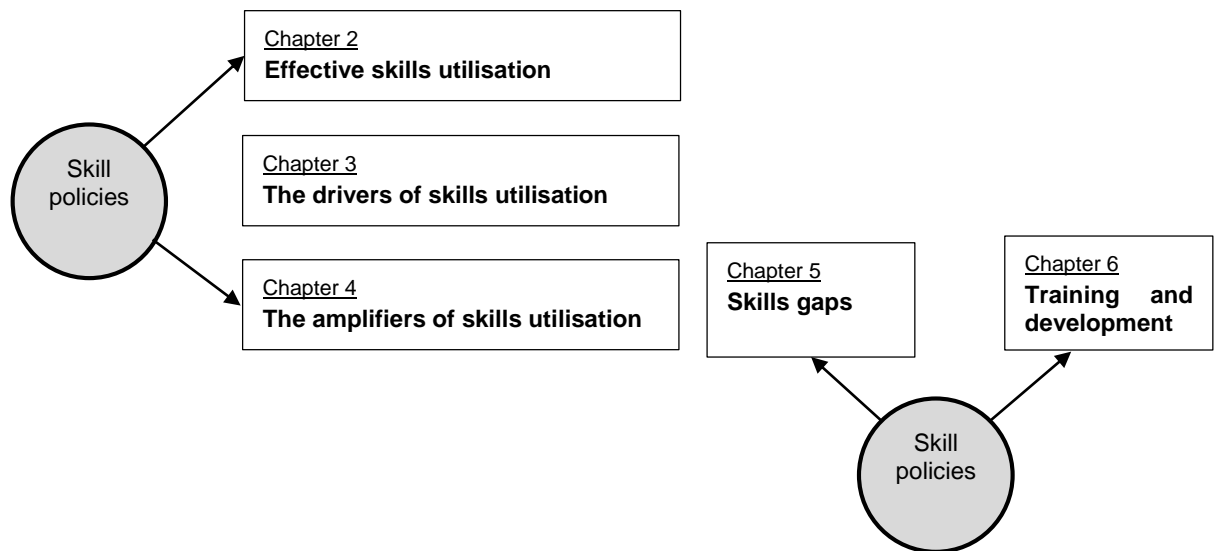 Chapter 2
Effective skills utilisation
Skill
policies
Chapter 3
The drivers of skills utilisation
Chapter 4
The amplifiers of skills utilisation
Chapter 5
Skills gaps
Chapter 6
Training and
development
Skill
policies